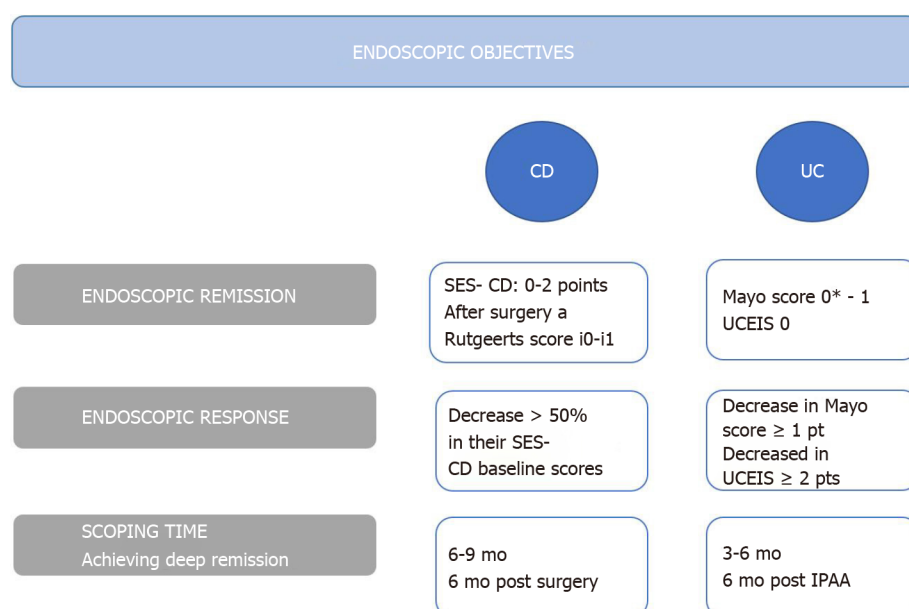 ENDOSCOPIC OBJECTIVES
CD
UC
ENDOSCOPIC REMISSION
SES- CD: 0-2 points
After surgery a
Rutgeerts score i0-i1
Mayo score 0* - 1
UCEIS 0
ENDOSCOPIC RESPONSE
Decrease > 50%
in their SES-
CD baseline scores
Decrease in Mayo
score ≥ 1 pt
Decreased in
UCEIS ≥ 2 pts
SCOPING TIME
Achieving deep remission
6-9 mo
6 mo post surgery
3-6 mo
6 mo post IPAA